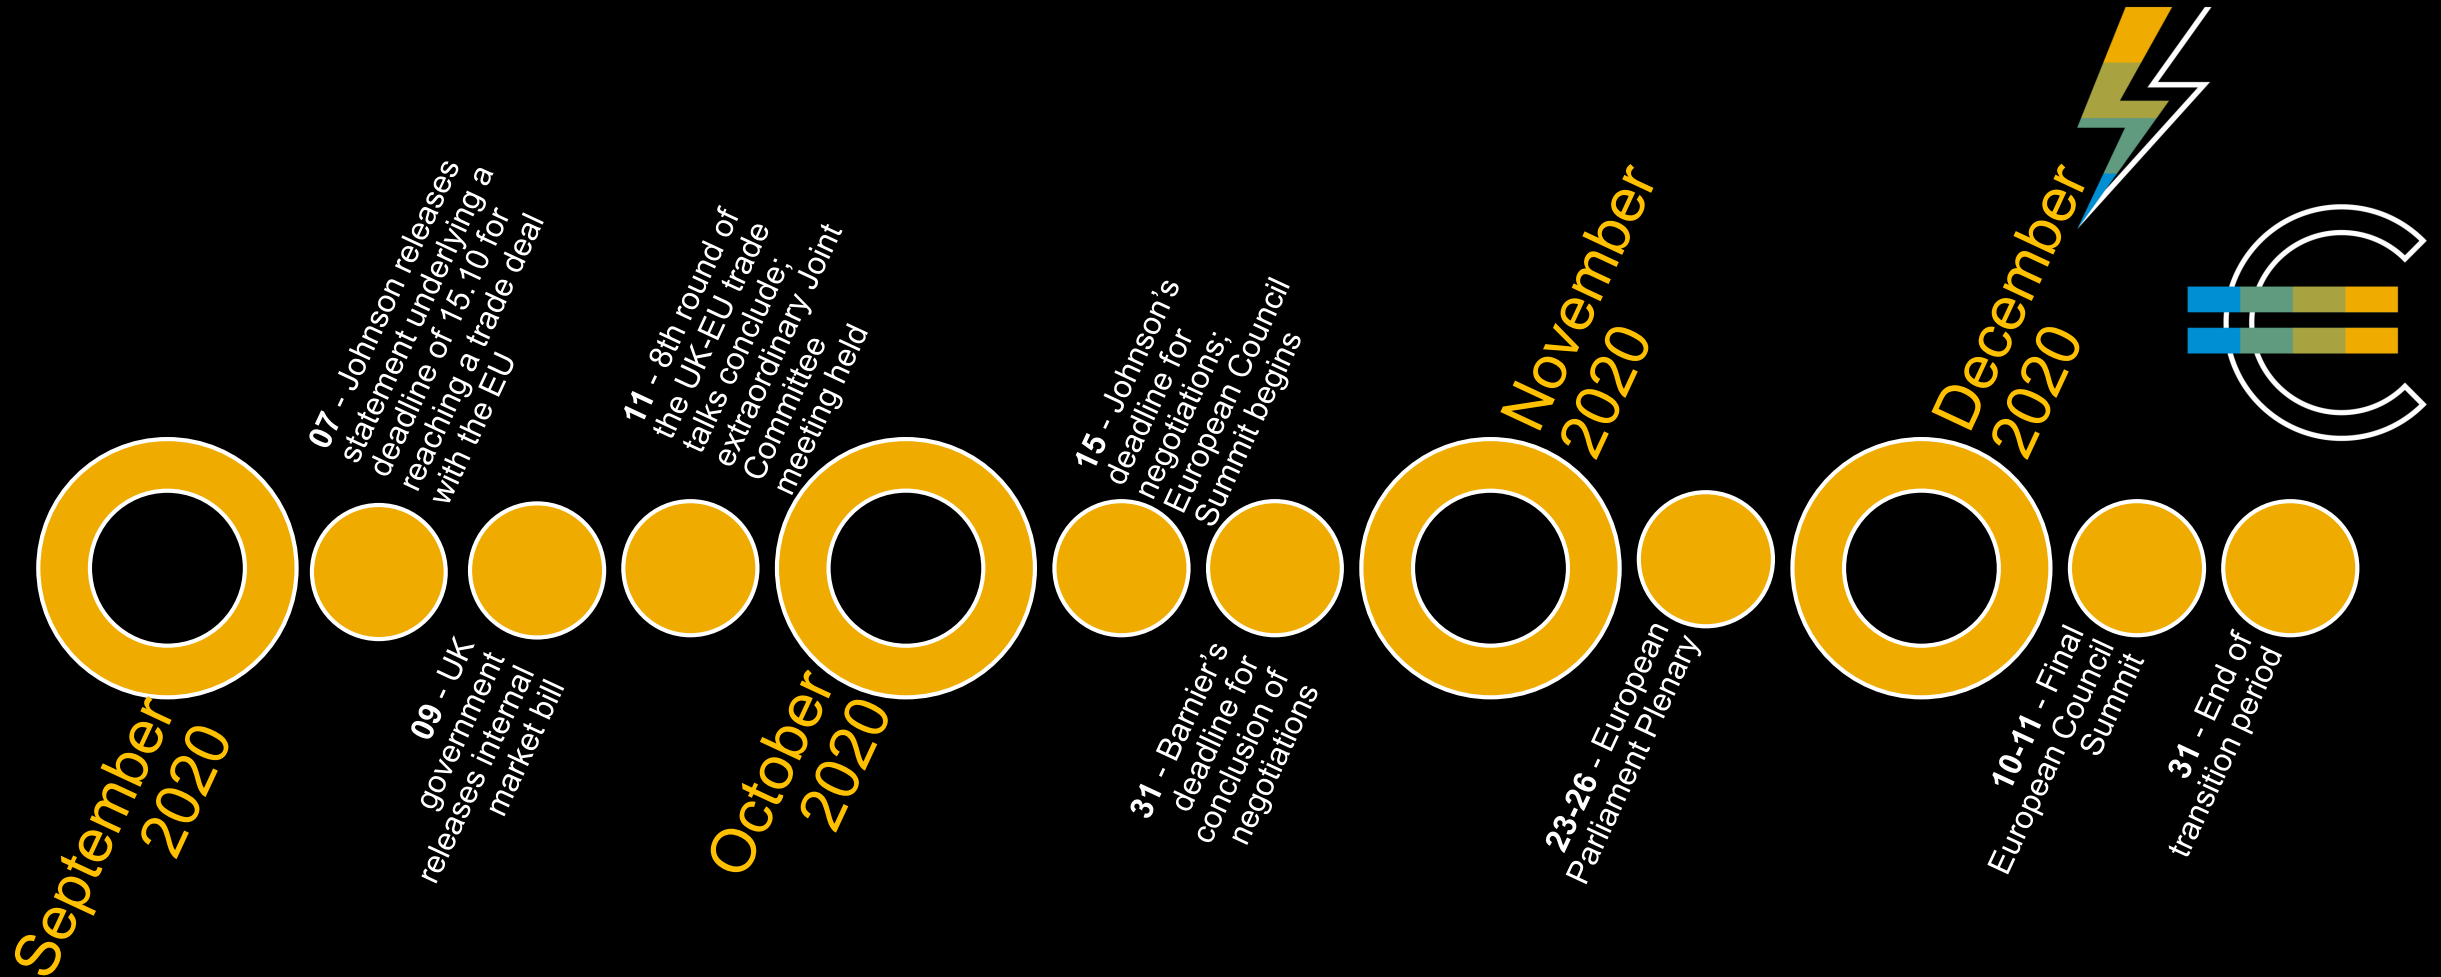 September
2020
07 - Johnson releases
statement underlying a
deadline of 15.10 for
reaching a trade deal
with the EU
09 - UK
government
releases internal
market bill
11 - 8th round of
the UK-EU trade
talks conclude;
extraordinary Joint
Committee
meeting held
October
2020
15 - Johnson’s
deadline for
negotiations;
European Council
Summit begins
31 - Barnier’s
deadline for
conclusion of
negotiations
November
2020
23-26 - European
Parliament Plenary
December
2020
10-11 - Final
European Council
Summit
31 - End of
transition period